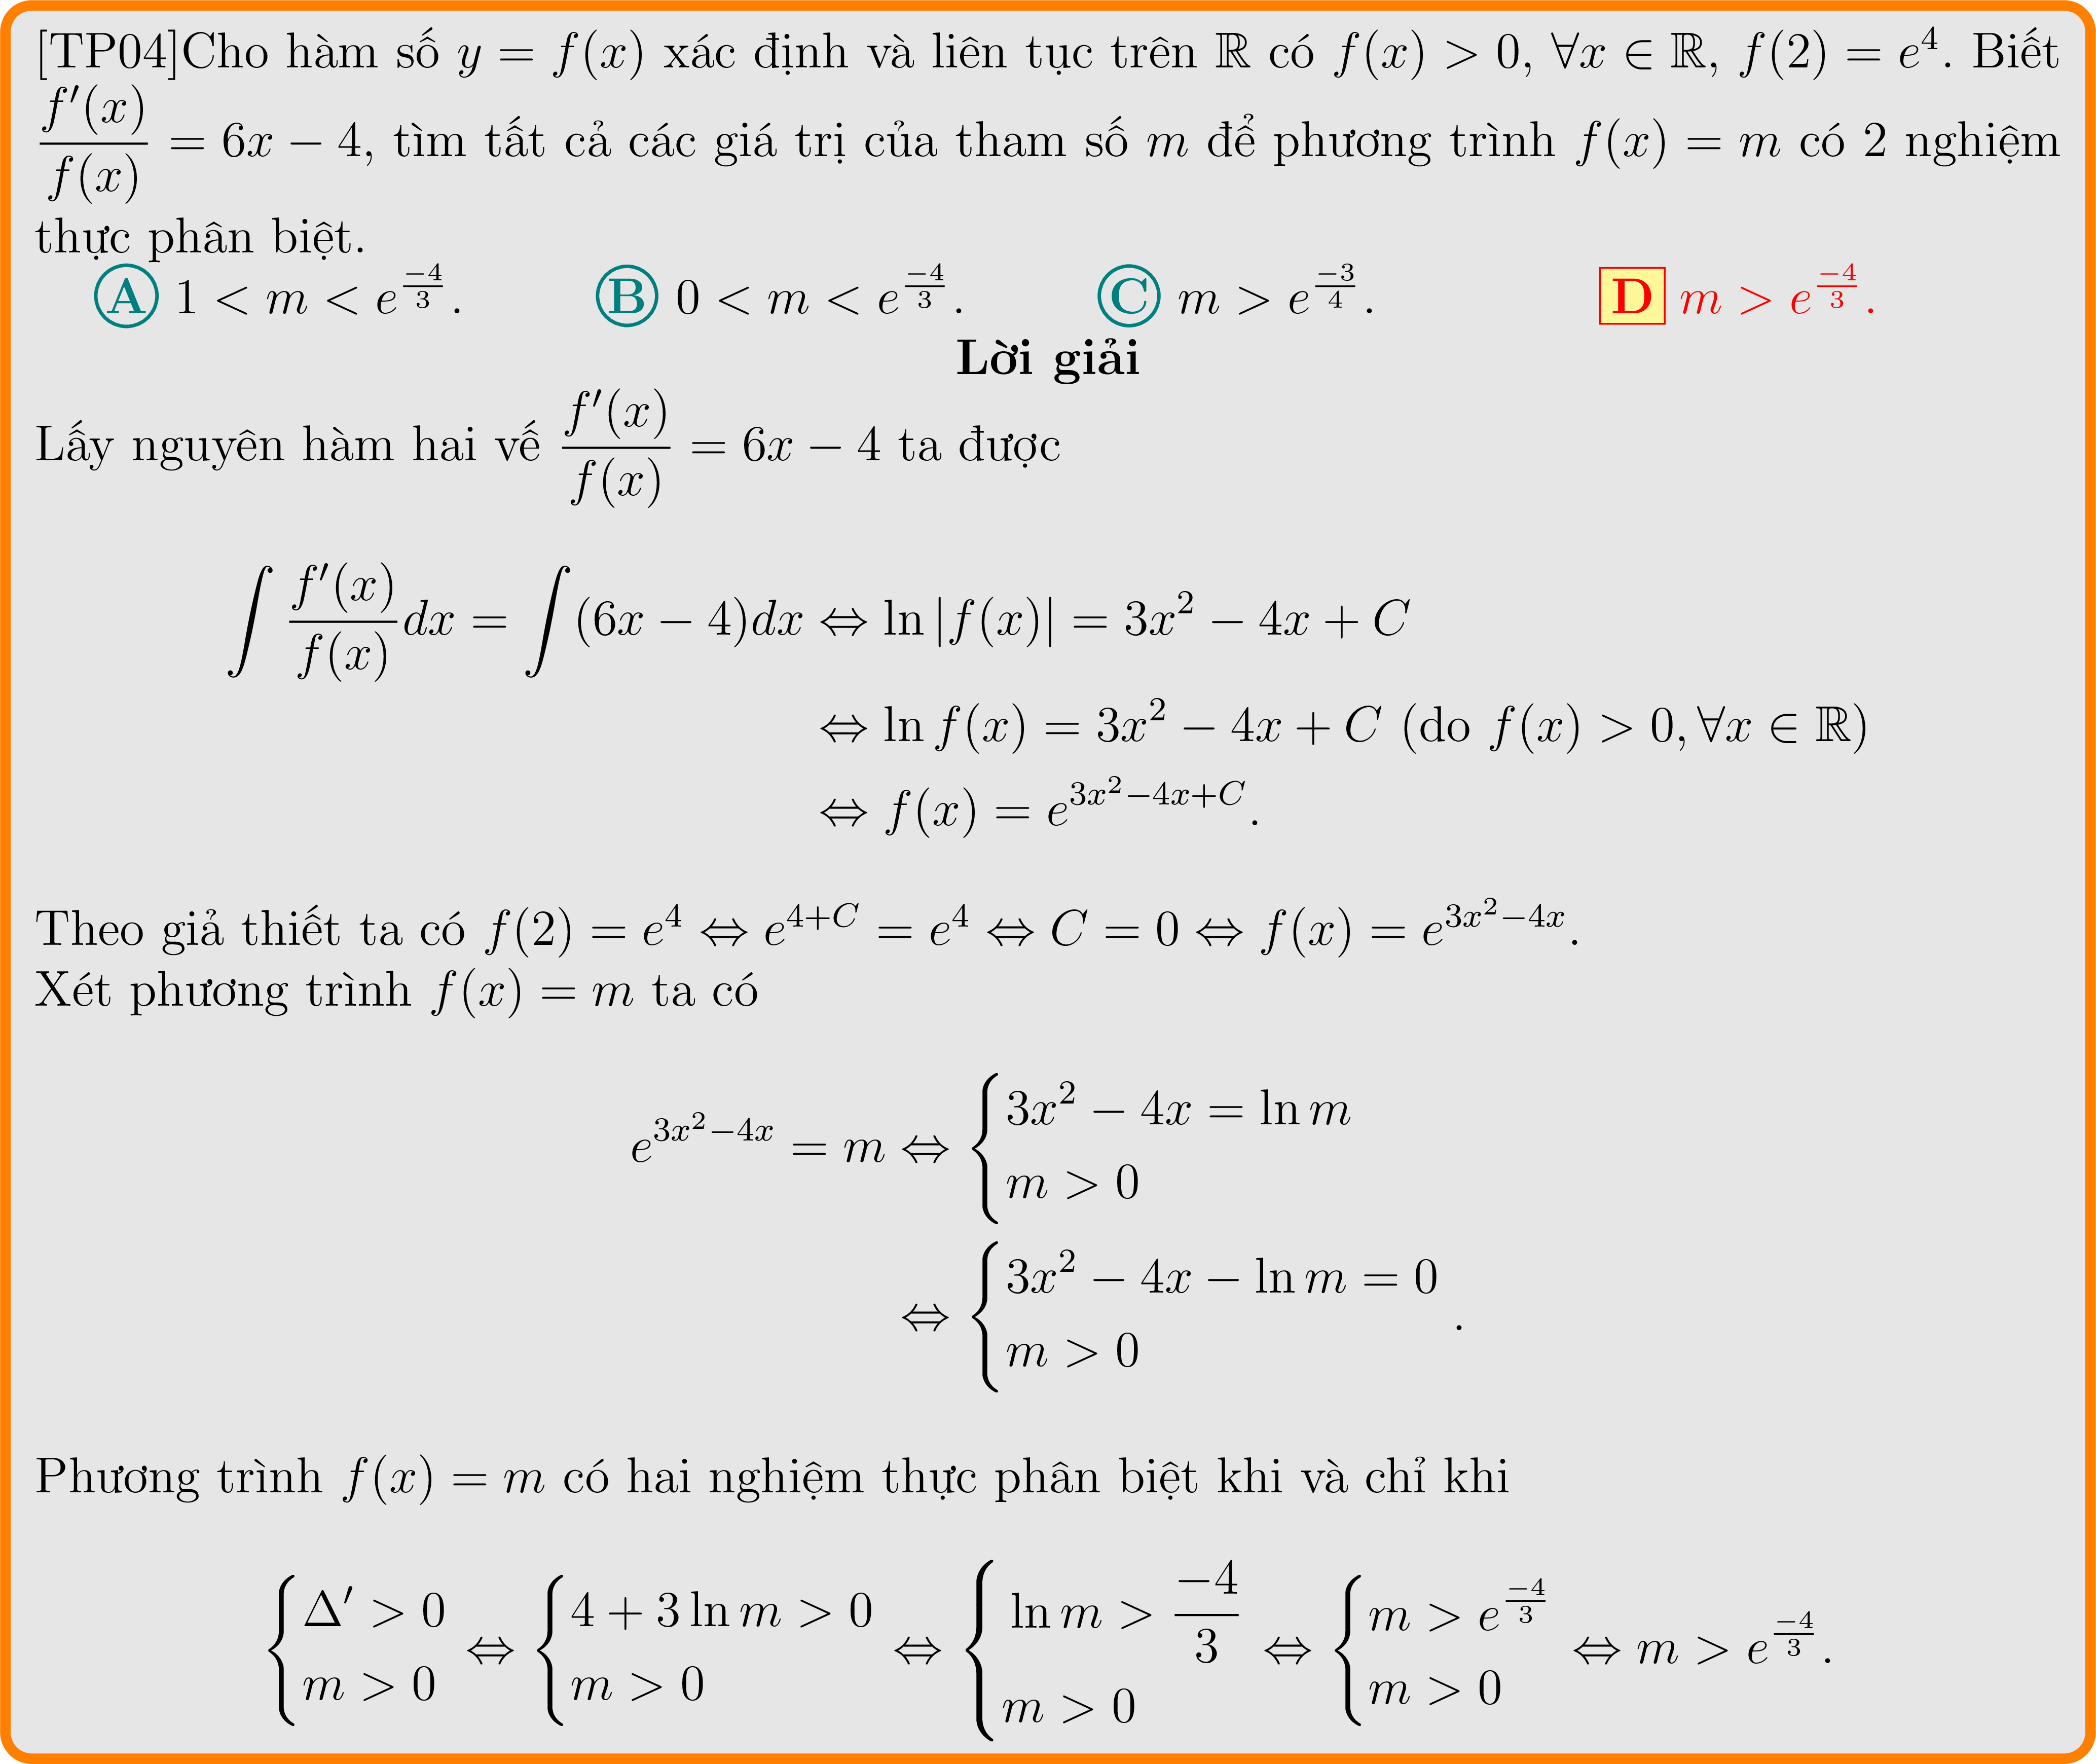 [TP04]Cho hàm số $y = f(x)$ xác định và liên tục trên $\mathbb{R}$ có $f(x) > 0, \forall x \in \mathbb{R}, f(2) = e^4$. Biết
$\dfrac{f'(x)}{f(x)} = 6x - 4$, tìm tất cả các giá trị của tham số $m$ để phương trình $f(x) = m$ có 2 nghiệm
thực phân biệt.
A $1 < m < e^{\frac{-4}{3}}$. B $0 < m < e^{\frac{-4}{3}}$. C $m > e^{\frac{-3}{4}}$. D $m > e^{\frac{-4}{3}}$.
Lời giải
Lấy nguyên hàm hai vế $\dfrac{f'(x)}{f(x)} = 6x - 4$ ta được
$\displaystyle\int \dfrac{f'(x)}{f(x)}dx = \int (6x - 4)dx \Leftrightarrow \ln|f(x)| = 3x^2 - 4x + C$
$\Leftrightarrow \ln f(x) = 3x^2 - 4x + C$ (do $f(x) > 0, \forall x \in \mathbb{R}$)
$\Leftrightarrow f(x) = e^{3x^2-4x+C}$.
Theo giả thiết ta có $f(2) = e^4 \Leftrightarrow e^{4+C} = e^4 \Leftrightarrow C = 0 \Leftrightarrow f(x) = e^{3x^2-4x}$.
Xét phương trình $f(x) = m$ ta có
$e^{3x^2-4x} = m \Leftrightarrow \begin{cases} 3x^2 - 4x = \ln m \\ m > 0 \end{cases}$
$\Leftrightarrow \begin{cases} 3x^2 - 4x - \ln m = 0 \\ m > 0 \end{cases}$.
Phương trình $f(x) = m$ có hai nghiệm thực phân biệt khi và chỉ khi
$\begin{cases} \Delta' > 0 \\ m > 0 \end{cases} \Leftrightarrow \begin{cases} 4 + 3\ln m > 0 \\ m > 0 \end{cases} \Leftrightarrow \begin{cases} \ln m > \dfrac{-4}{3} \\ m > 0 \end{cases} \Leftrightarrow \begin{cases} m > e^{\frac{-4}{3}} \\ m > 0 \end{cases} \Leftrightarrow m > e^{\frac{-4}{3}}$.